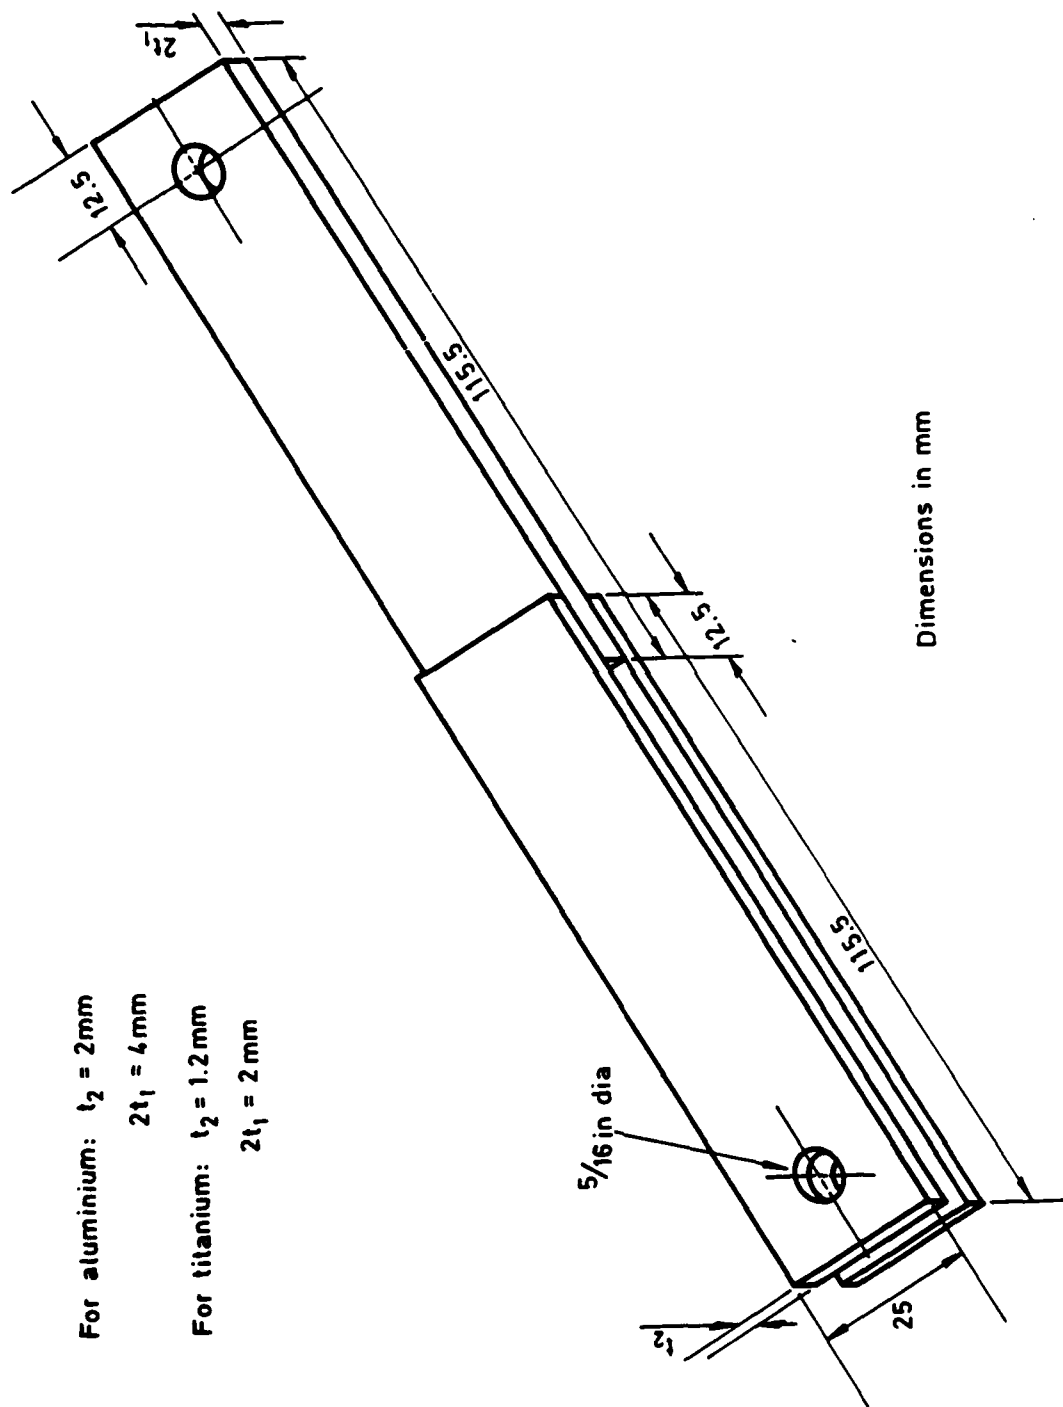 For aluminium: t₂ = 2mm
2t₁ = 4mm
For titanium: t₂ = 1.2mm
2t₁ = 2mm
5/16 in dia
t₂
25
115.5
12.5
115.5
12.5
2t₁
Dimensions in mm